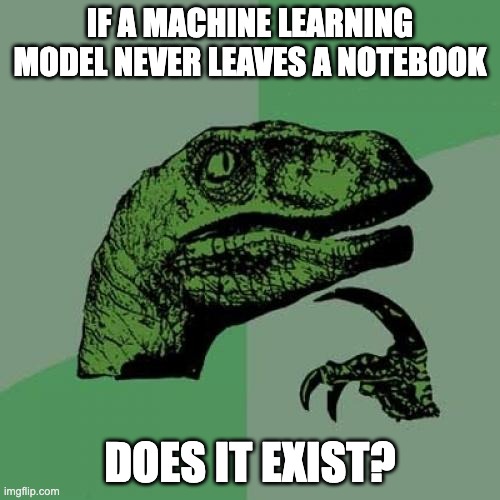 IF A MACHINE LEARNING
MODEL NEVER LEAVES A NOTEBOOK
DOES IT EXIST?
imgflip.com